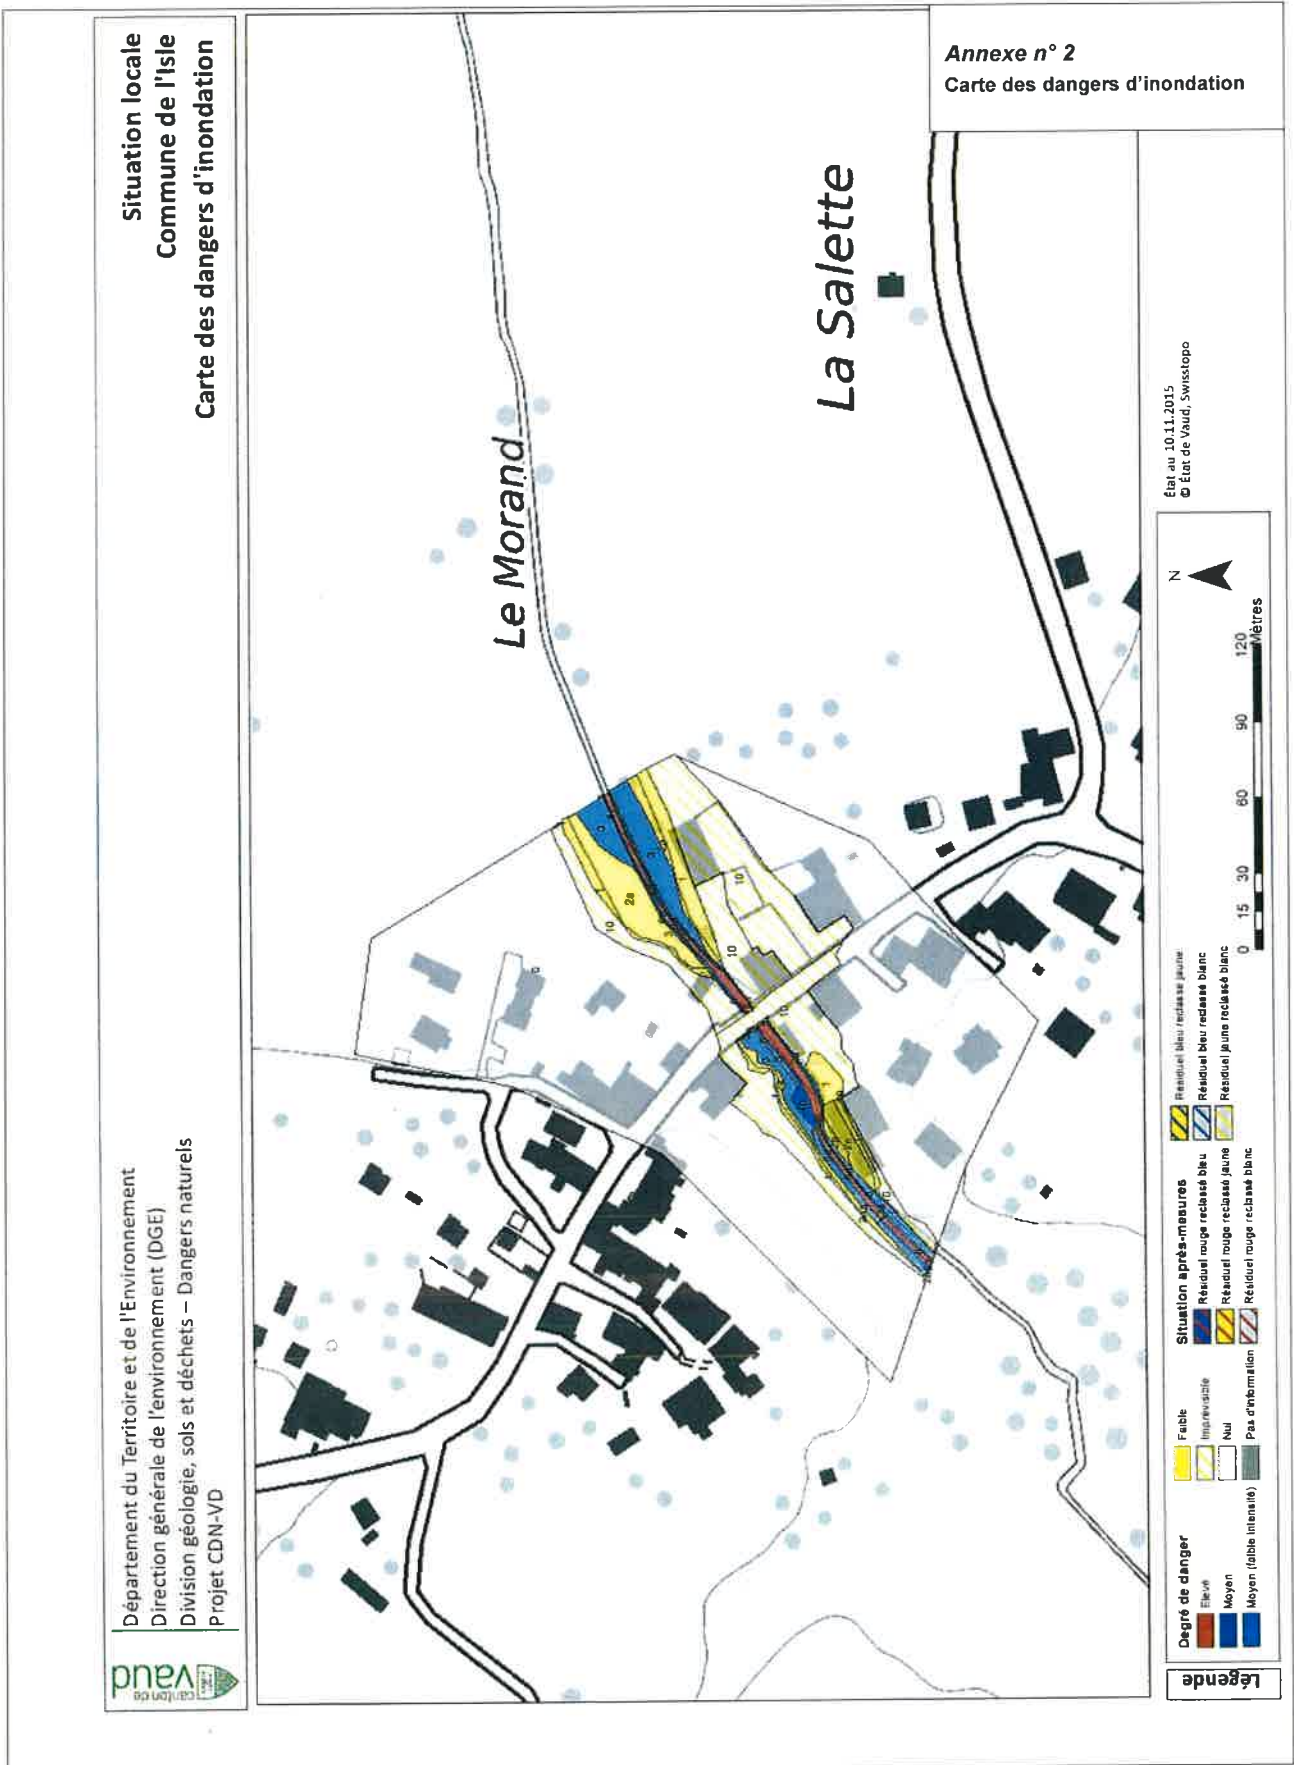 Annexe n° 2
Carte des dangers d'inondation
canton de
vaud
Département du Territoire et de l'Environnement
Direction générale de l'environnement (DGE)
Division géologie, sols et déchets – Dangers naturels
Projet CDN-VD
Situation locale
Commune de l'Isle
Carte des dangers d'inondation
Le Morand
La Salette
2a
10
10
10
10
Légende
Degré de danger
Elevé
Moyen
Moyen (faible intensité)
Faible
Imprévisible
Nul
Pas d'information
Situation après-mesures
Résiduel rouge reclassé bleu
Résiduel rouge reclassé jaune
Résiduel rouge reclassé blanc
Résiduel bleu reclassé jaune
Résiduel bleu reclassé blanc
Résiduel jaune reclassé blanc
0 15 30 60 90 120
Mètres
N
État au 10.11.2015
© État de Vaud, Swisstopo